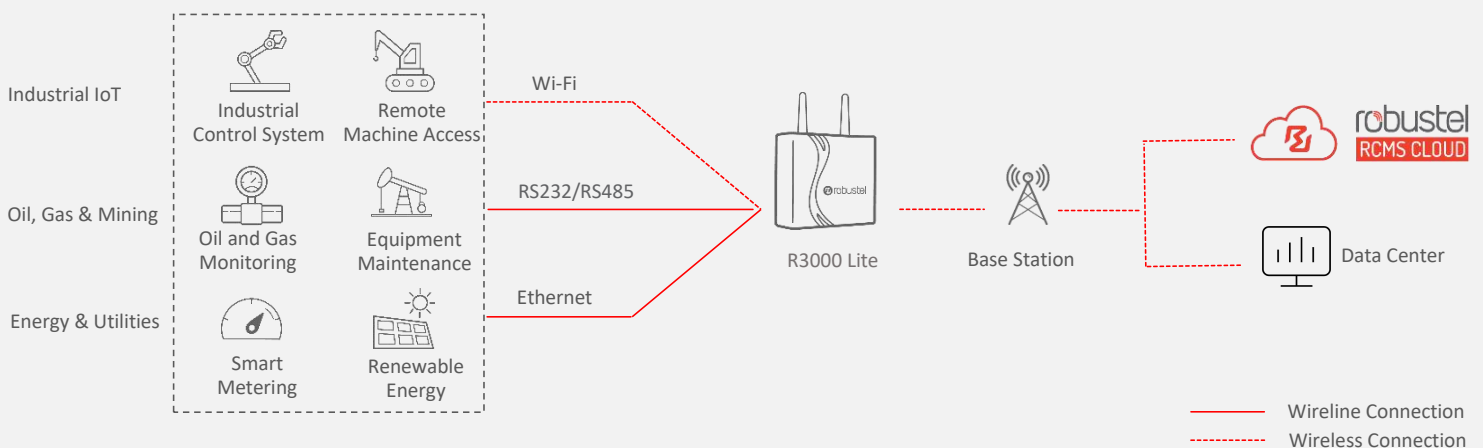 Industrial IoT
Industrial
Control System
Remote
Machine Access
Wi-Fi
Oil, Gas & Mining
Oil and Gas
Monitoring
Equipment
Maintenance
RS232/RS485
Energy & Utilities
Smart
Metering
Renewable
Energy
Ethernet
robustel
R3000 Lite
Base Station
robustel
RCMS CLOUD
Data Center
Wireline Connection
Wireless Connection